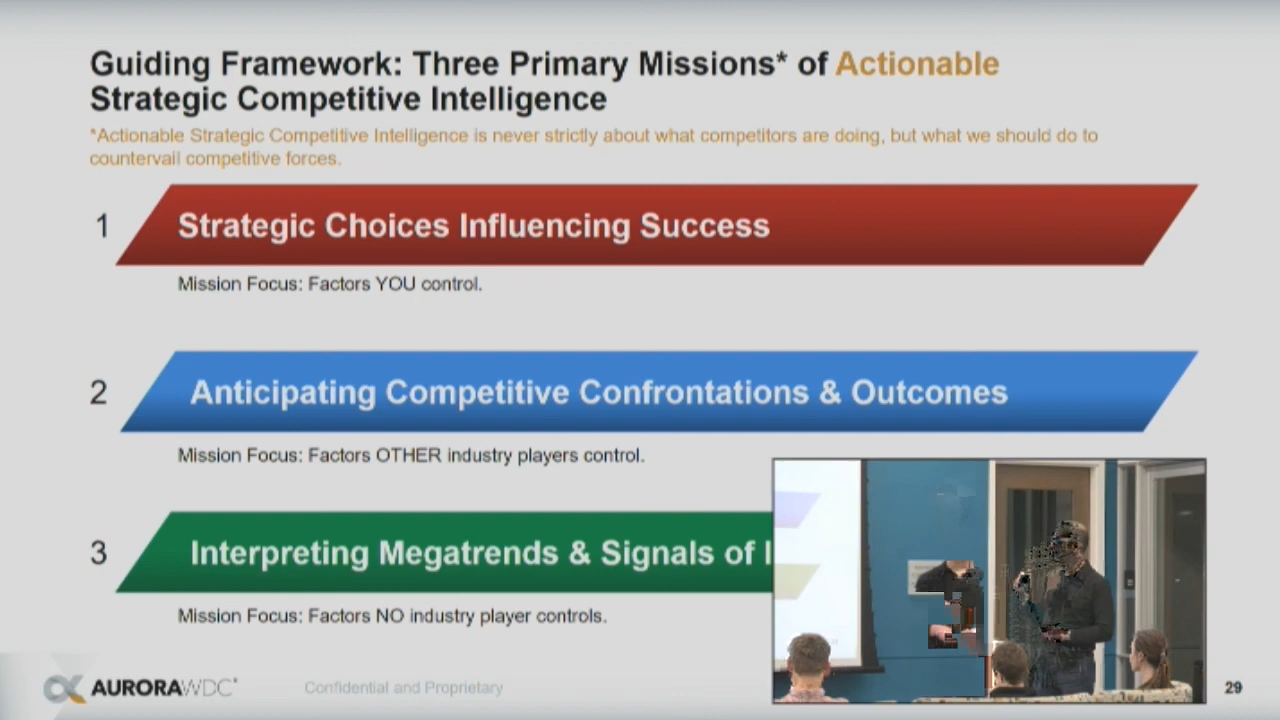 Guiding Framework: Three Primary Missions* of Actionable
Strategic Competitive Intelligence
*Actionable Strategic Competitive Intelligence is never strictly about what competitors are doing, but what we should do to
countervail competitive forces.
1
Strategic Choices Influencing Success
Mission Focus: Factors YOU control.
2
Anticipating Competitive Confrontations & Outcomes
Mission Focus: Factors OTHER industry players control.
3
Interpreting Megatrends & Signals of
Mission Focus: Factors NO industry player controls.
AURORAWDC
Confidential and Proprietary
29